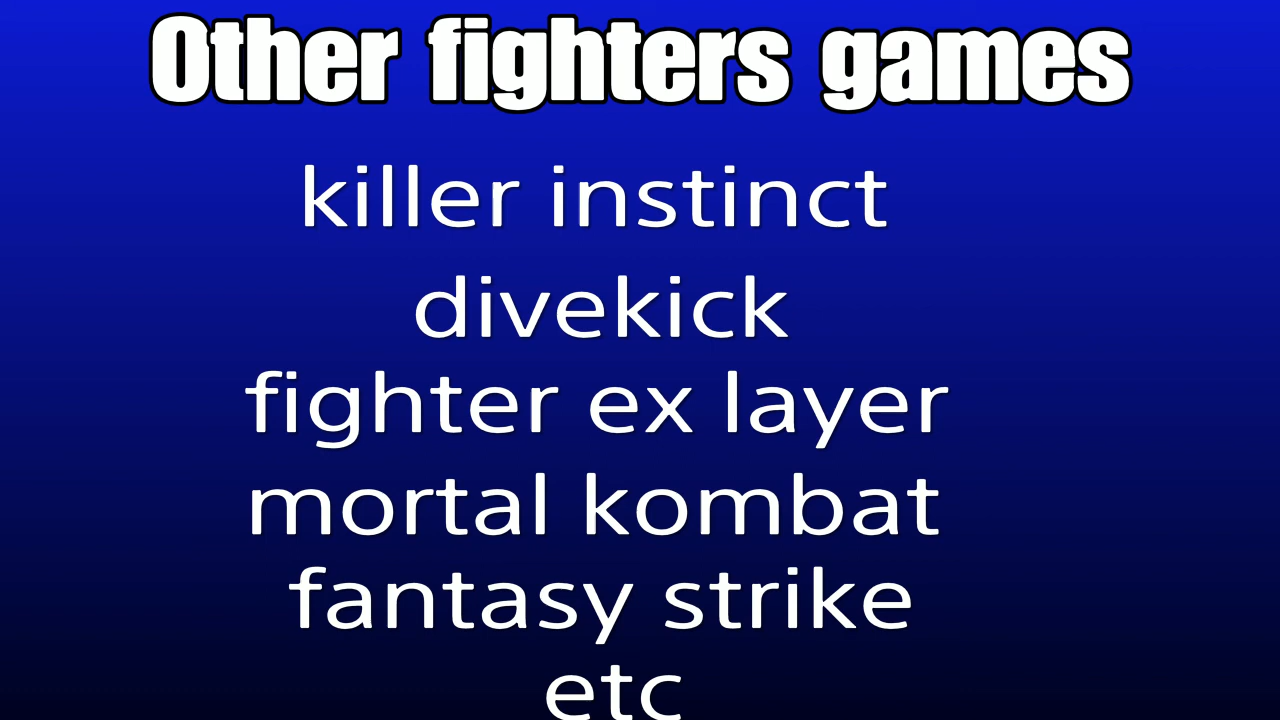 Other fighters games
killer instinct
divekick
fighter ex layer
mortal kombat
fantasy strike
etc